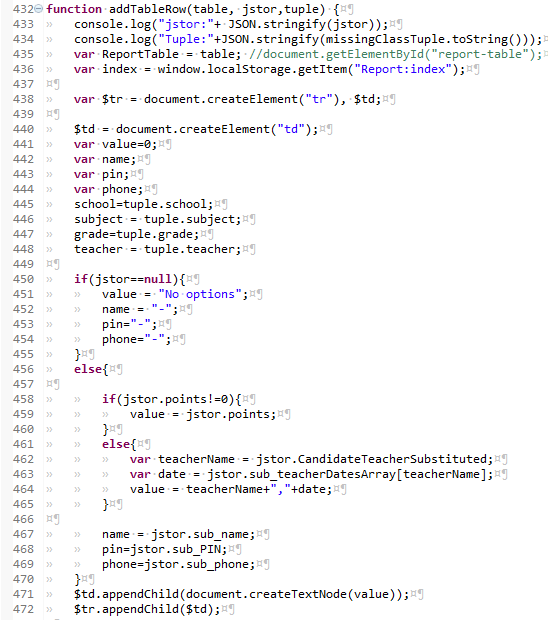 432 function addTableRow(table, jstor,tuple) {
433 console.log("jstor:"+ JSON.stringify(jstor));
434 console.log("Tuple:"+JSON.stringify(missingClassTuple.toString()));
435 var ReportTable = table; //document.getElementById("report-table");
436 var index = window.localStorage.getItem("Report:index");
437
438 var $tr = document.createElement("tr"), $td;
439
440 $td = document.createElement("td");
441 var value=0;
442 var name;
443 var pin;
444 var phone;
445 school=tuple.school;
446 subject = tuple.subject;
447 grade=tuple.grade;
448 teacher = tuple.teacher;
449
450 if(jstor==null){
451 value = "No options";
452 name = "-";
453 pin="-";
454 phone="-";
455 }
456 else{
457
458 if(jstor.points!=0){
459 value = jstor.points;
460 }
461 else{
462 var teacherName = jstor.CandidateTeacherSubstituted;
463 var date = jstor.sub_teacherDatesArray[teacherName];
464 value = teacherName+","+date;
465 }
466
467 name = jstor.sub_name;
468 pin=jstor.sub_PIN;
469 phone=jstor.sub_phone;
470 }
471 $td.appendChild(document.createTextNode(value));
472 $tr.appendChild($td);